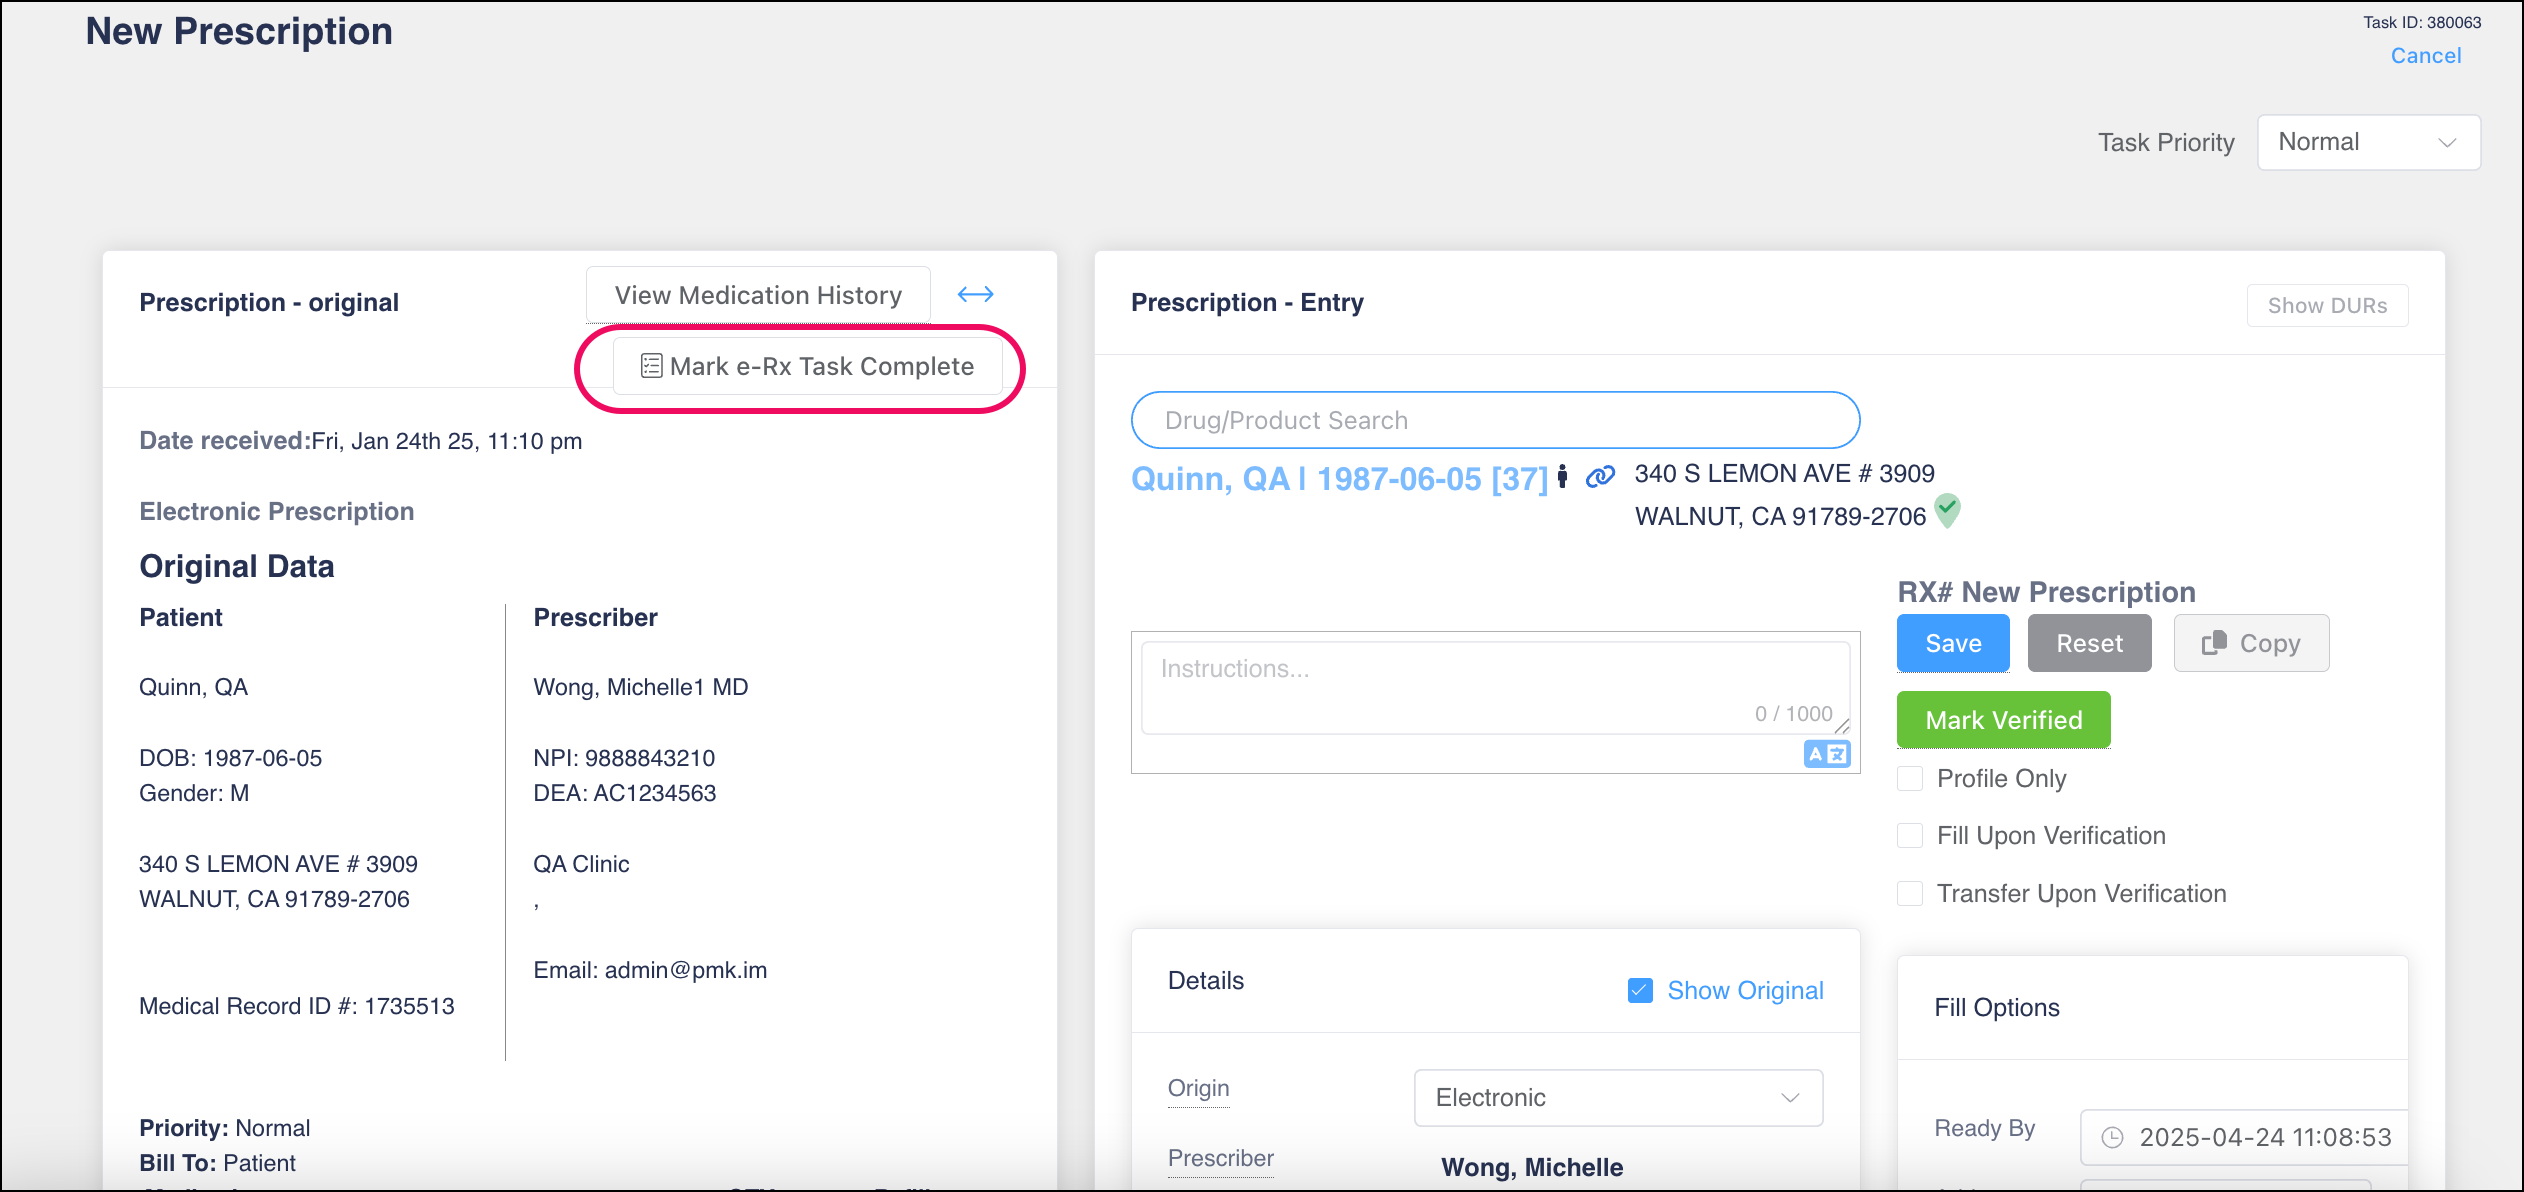 New Prescription
Task ID: 380063
Cancel
Task Priority
Normal
Prescription - original
View Medication History
Mark e-Rx Task Complete
Date received:Fri, Jan 24th 25, 11:10 pm
Electronic Prescription
Original Data
Patient
Quinn, QA
DOB: 1987-06-05
Gender: M
340 S LEMON AVE # 3909
WALNUT, CA 91789-2706
Medical Record ID #: 1735513
Prescriber
Wong, Michelle1 MD
NPI: 9888843210
DEA: AC1234563
QA Clinic
,
Email: admin@pmk.im
Priority: Normal
Bill To: Patient
Prescription - Entry
Show DURs
Drug/Product Search
Quinn, QA | 1987-06-05 [37]
340 S LEMON AVE # 3909
WALNUT, CA 91789-2706
Instructions...
0 / 1000
A
RX# New Prescription
Save
Reset
Copy
Mark Verified
Profile Only
Fill Upon Verification
Transfer Upon Verification
Details
Show Original
Origin
Electronic
Prescriber
Wong, Michelle
Fill Options
Ready By
2025-04-24 11:08:53